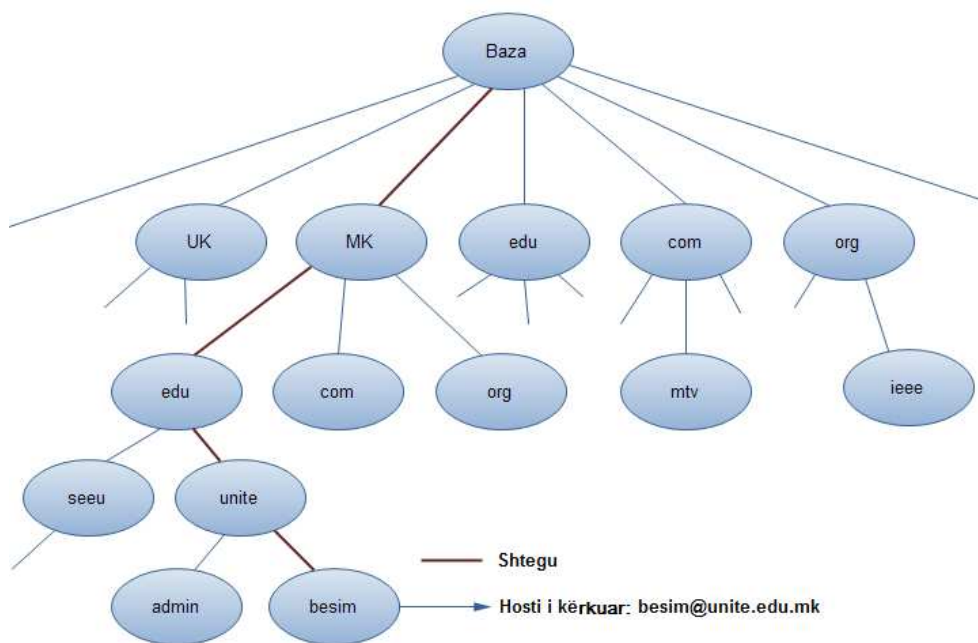 Baza
UK
MK
edu
com
org
edu
com
org
mtv
ieee
seeu
unite
Shtegu
admin
besim
Hosti i kërkuar: besim@unite.edu.mk